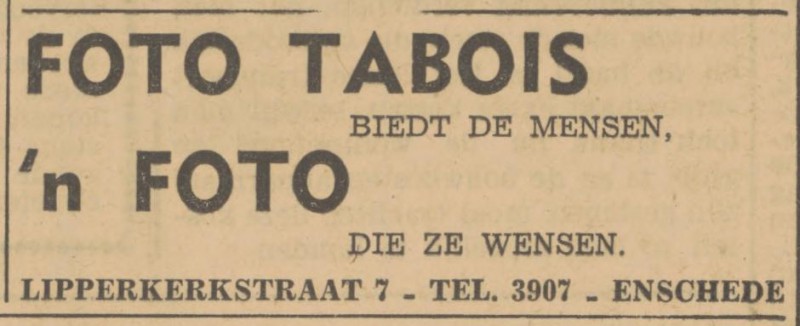 FOTO TABOIS
BIEDT DE MENSEN,
'n FOTO
DIE ZE WENSEN.
LIPPERKERKSTRAAT 7 - TEL. 3907 - ENSCHEDE